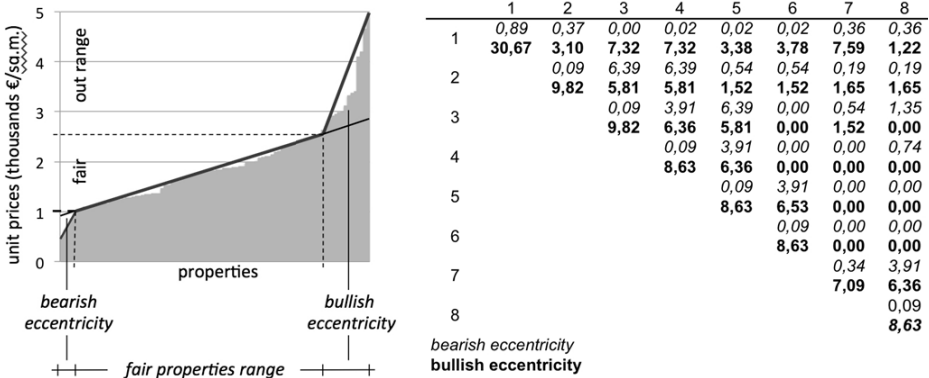 unit prices (thousands €/sq.m.)
5
4
3
2
1
0
out range
fair
properties
bearish
eccentricity
bullish
eccentricity
fair properties range
1 2 3 4 5 6 7 8
0,89 0,37 0,00 0,02 0,02 0,02 0,36 0,36
1
30,67 3,10 7,32 7,32 3,38 3,78 7,59 1,22
0,09 6,39 6,39 0,54 0,54 0,19 0,19
2
9,82 5,81 5,81 1,52 1,52 1,65 1,65
0,09 3,91 6,39 0,00 0,54 1,35
3
9,82 6,36 5,81 0,00 1,52 0,00
0,09 3,91 0,00 0,00 0,74
4
8,63 6,36 0,00 0,00 0,00
0,09 3,91 0,00 0,00
5
8,63 6,53 0,00 0,00
0,09 0,00 0,00
6
8,63 0,00 0,00
0,34 3,91
7
7,09 6,36
0,09
8
8,63
bearish eccentricity
bullish eccentricity